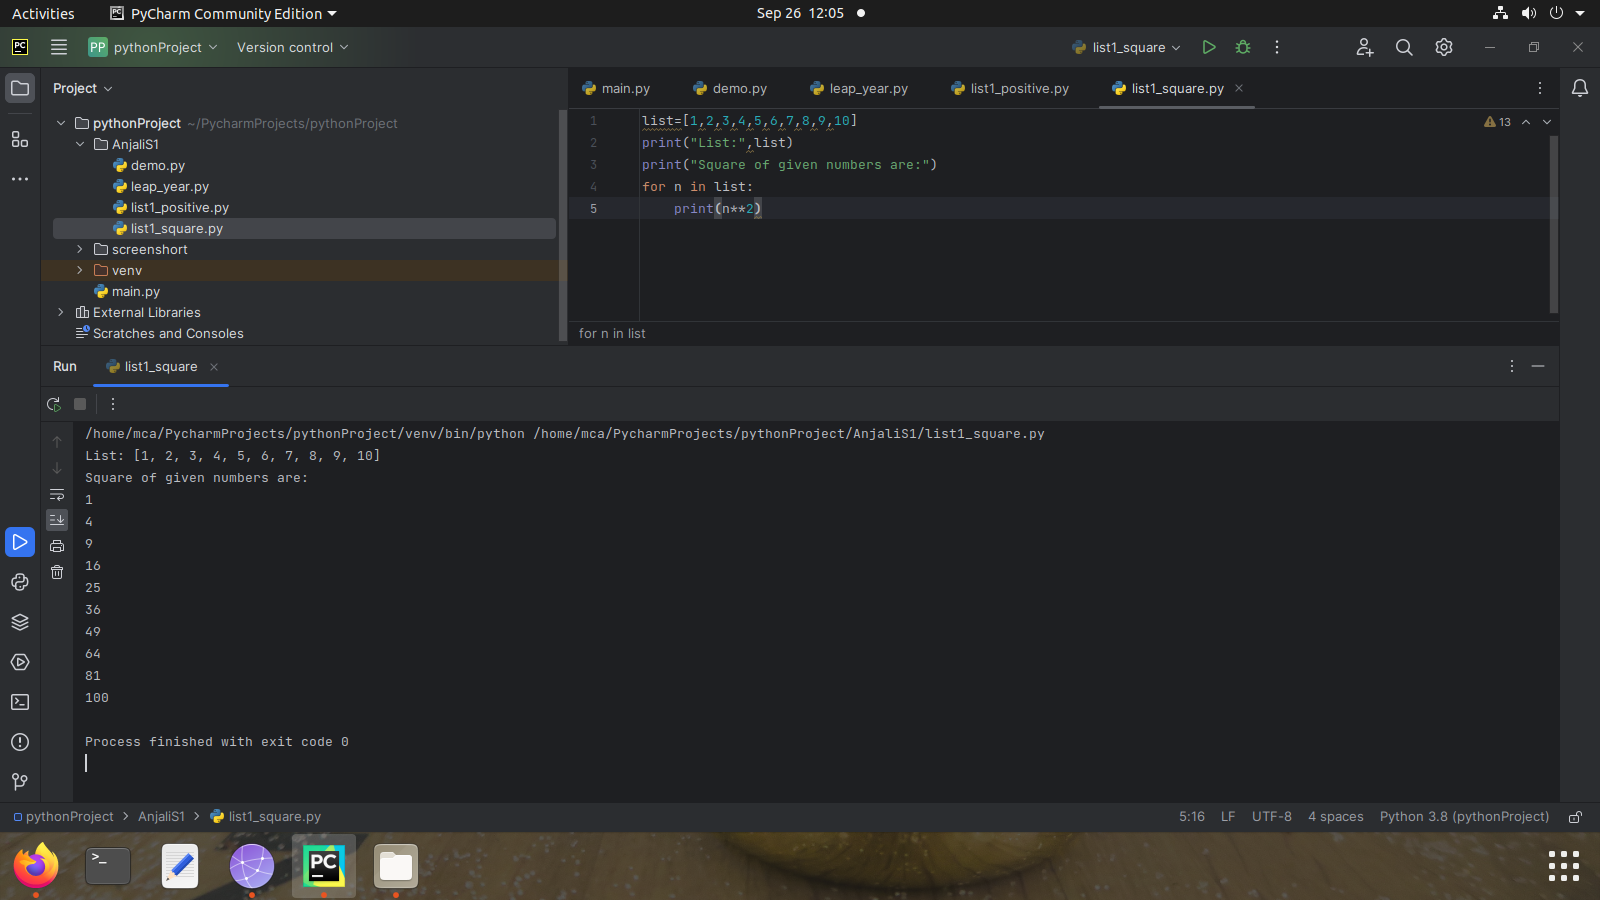 Activities PyCharm Community Edition Sep 26 12:05
PC PP pythonProject Version control list1_square
Project main.py demo.py leap_year.py list1_positive.py list1_square.py
pythonProject ~/PycharmProjects/pythonProject
AnjaliS1
demo.py
leap_year.py
list1_positive.py
list1_square.py
screenshort
venv
main.py
External Libraries
Scratches and Consoles
1 list=[1,2,3,4,5,6,7,8,9,10] 13
2 print("List:",list)
3 print("Square of given numbers are:")
4 for n in list:
5 print(n**2)
for n in list
Run list1_square
/home/mca/PycharmProjects/pythonProject/venv/bin/python /home/mca/PycharmProjects/pythonProject/AnjaliS1/list1_square.py
List: [1, 2, 3, 4, 5, 6, 7, 8, 9, 10]
Square of given numbers are:
1
4
9
16
25
36
49
64
81
100
Process finished with exit code 0
pythonProject > AnjaliS1 > list1_square.py 5:16 LF UTF-8 4 spaces Python 3.8 (pythonProject)
>_ PC